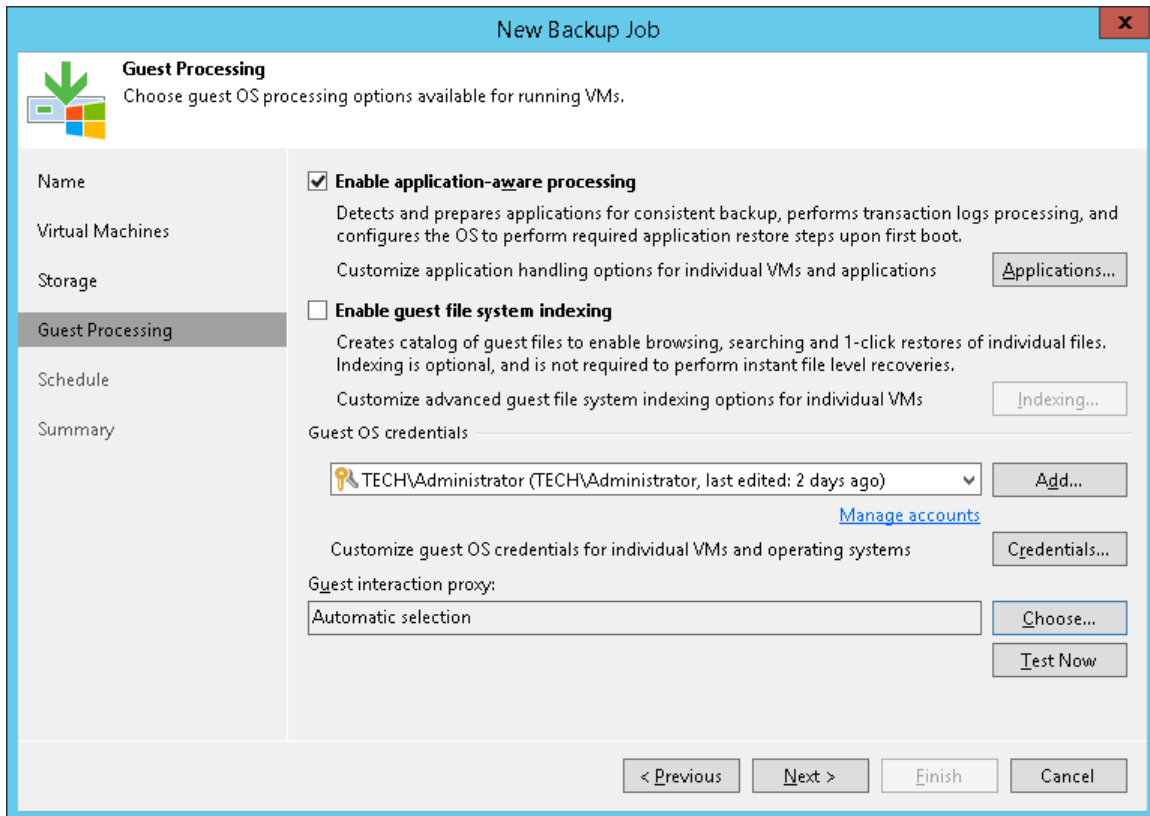 New Backup Job
x
Guest Processing
Choose guest OS processing options available for running VMs.
Name
Virtual Machines
Storage
Guest Processing
Schedule
Summary
Enable application-aware processing
Detects and prepares applications for consistent backup, performs transaction logs processing, and
configures the OS to perform required application restore steps upon first boot.
Customize application handling options for individual VMs and applications
Applications...
Enable guest file system indexing
Creates catalog of guest files to enable browsing, searching and 1-click restores of individual files.
Indexing is optional, and is not required to perform instant file level recoveries.
Customize advanced guest file system indexing options for individual VMs
Indexing...
Guest OS credentials
TECH\Administrator (TECH\Administrator, last edited: 2 days ago)
Add...
Manage accounts
Customize guest OS credentials for individual VMs and operating systems
Credentials...
Guest interaction proxy:
Automatic selection
Choose...
Test Now
< Previous
Next >
Finish
Cancel